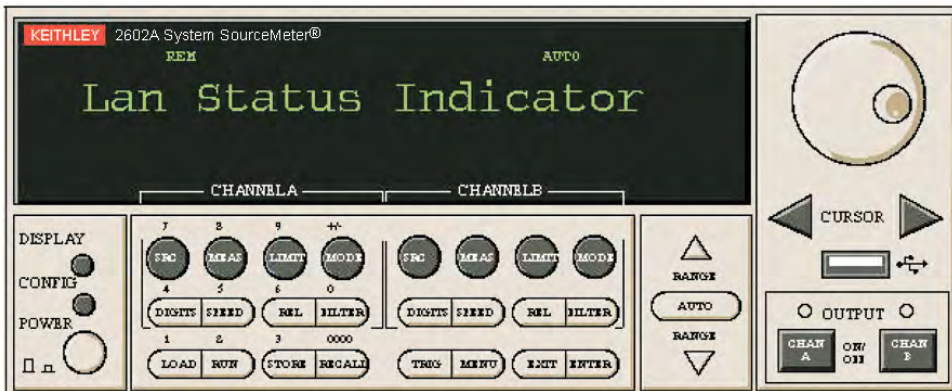 KEITHLEY 2602A System SourceMeter®
REM AUTO
Lan Status Indicator
CHANNEL A CHANNEL B
DISPLAY
CONFIG
POWER
7 8 9 +/-
SRC MEAS LIMIT MODE SRC MEAS LIMIT MODE
4 5 6 0
DIGITS SPEED REL FILTER DIGITS SPEED REL FILTER
1 2 3 0000
LOAD RUN STORE RECALL TRIG MENU EXIT ENTER
RANGE
AUTO
RANGE
CURSOR
OUTPUT
CHAN A ON/OFF CHAN B